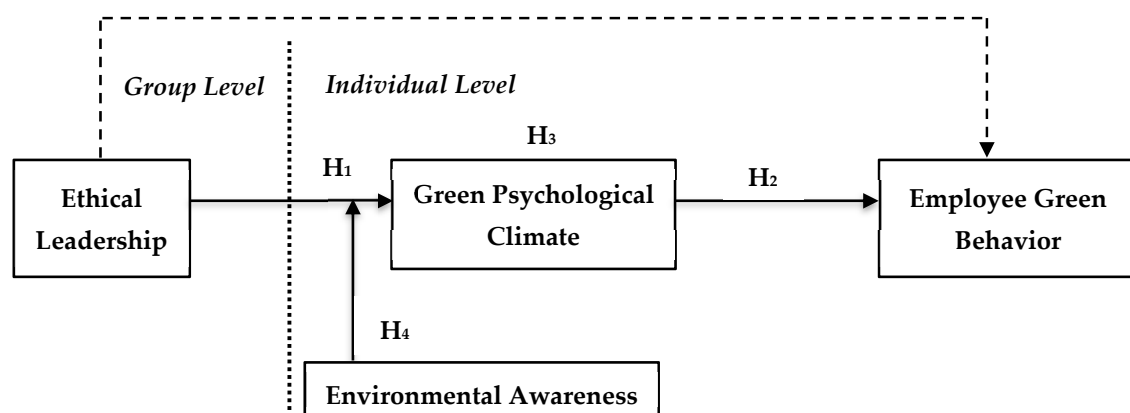 Group Level
Individual Level
H3
H1
H2
Ethical
Leadership
Green Psychological
Climate
Employee Green
Behavior
H4
Environmental Awareness